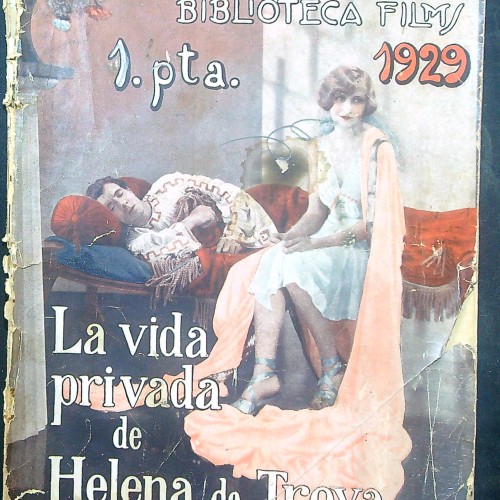 BIBLIOTECA FILMS
1. pta. 1929
La vida
privada
de
Helena de Troya